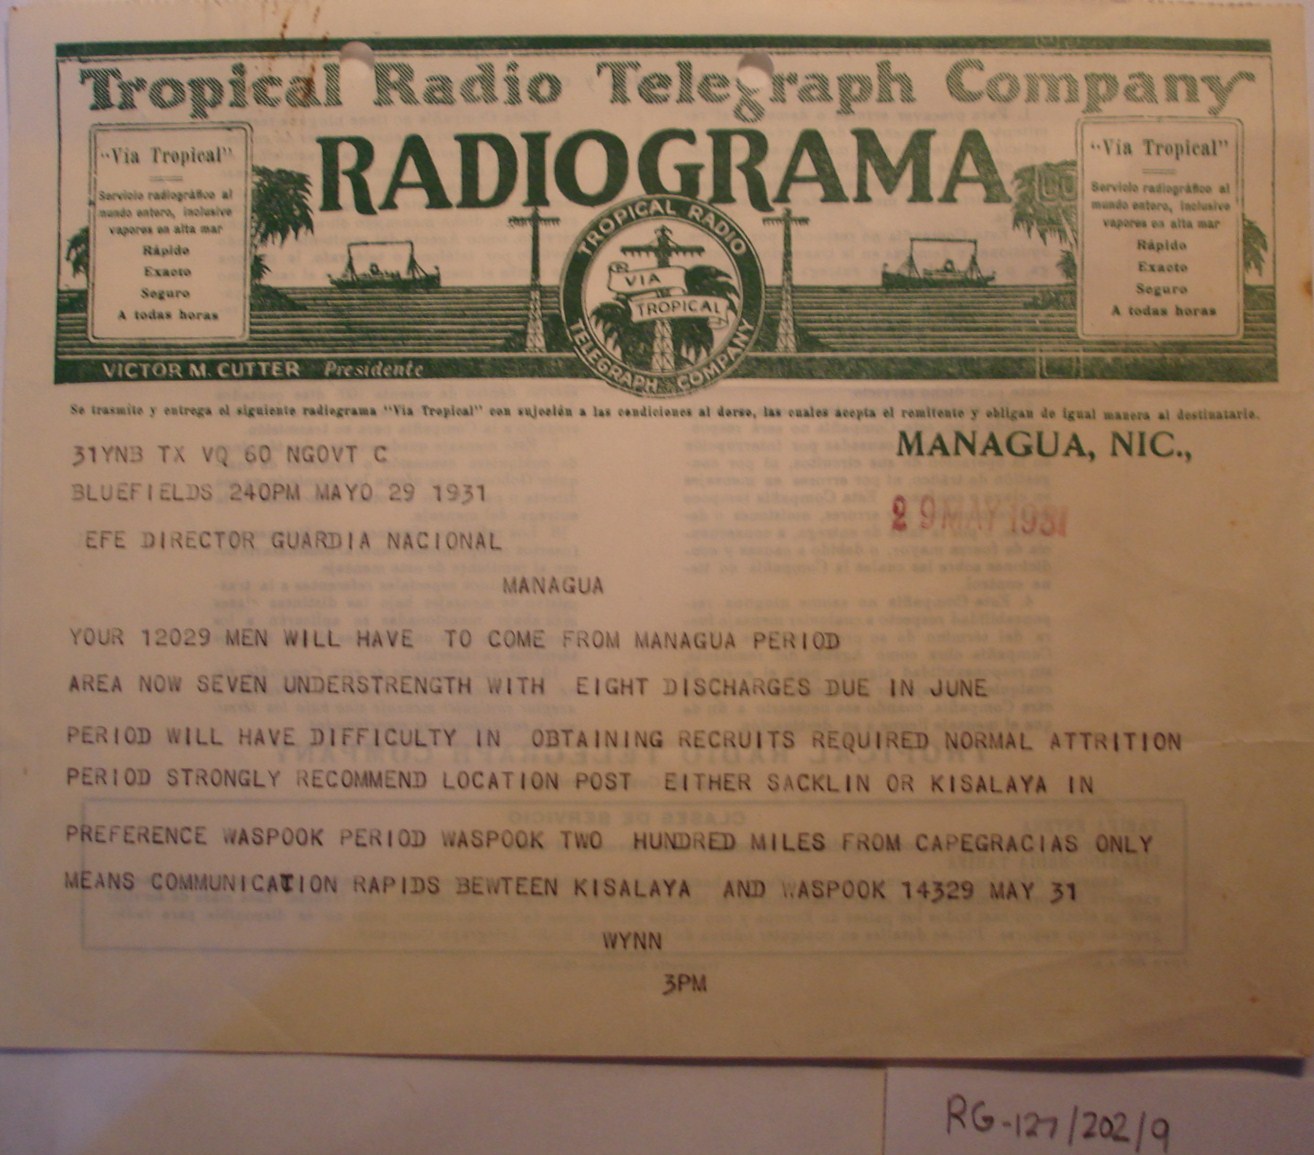 Tropical Radio Telegraph Company
RADIOGRAMA
"Vía Tropical"
Servicio radiográfico al
mundo entero, inclusive
vapores en alta mar
Rápido
Exacto
Seguro
A todas horas
"Vía Tropical"
Servicio radiográfico al
mundo entero, inclusive
vapores en alta mar
Rápido
Exacto
Seguro
A todas horas
TROPICAL RADIO
VIA
TROPICAL
TELEGRAPH COMPANY
VICTOR M. CUTTER Presidente
Se trasmite y entrega el siguiente radiograma "Vía Tropical" con sujeción a las condiciones al dorso, las cuales acepta el remitente y obligan de igual manera al destinatario.
MANAGUA, NIC.,
31YNB TX VQ 60 NGOVT C
BLUEFIELDS 240PM MAYO 29 1931
29 MAY 1931
EFE DIRECTOR GUARDIA NACIONAL
MANAGUA
YOUR 12029 MEN WILL HAVE TO COME FROM MANAGUA PERIOD
AREA NOW SEVEN UNDERSTRENGTH WITH EIGHT DISCHARGES DUE IN JUNE
PERIOD WILL HAVE DIFFICULTY IN OBTAINING RECRUITS REQUIRED NORMAL ATTRITION
PERIOD STRONGLY RECOMMEND LOCATION POST EITHER SACKLIN OR KISALAYA IN
PREFERENCE WASPOOK PERIOD WASPOOK TWO HUNDRED MILES FROM CAPEGRACIAS ONLY
MEANS COMMUNICATION RAPIDS BEWTEEN KISALAYA AND WASPOOK 14329 MAY 31
WYNN
3PM
RG-127/202/9